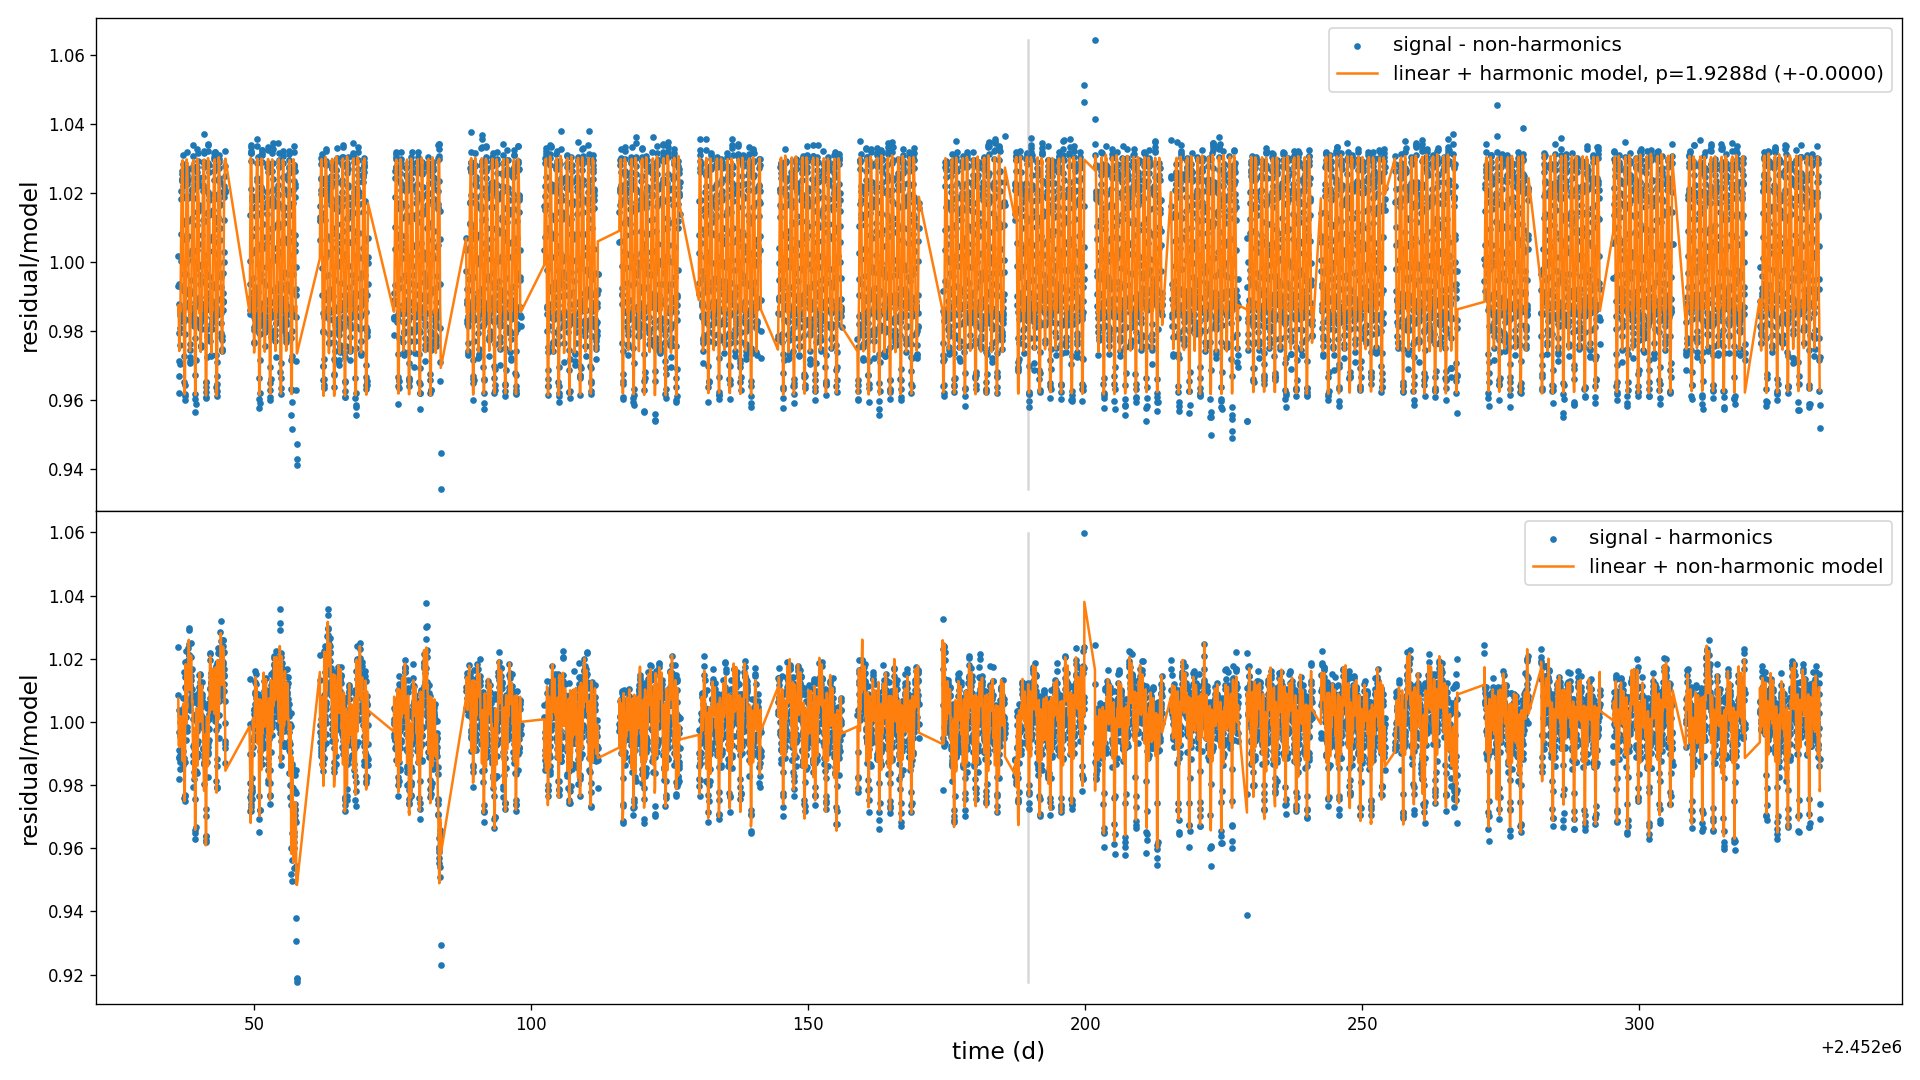 signal - non-harmonics
linear + harmonic model, p=1.9288d (+-0.0000)
residual/model
1.06
1.04
1.02
1.00
0.98
0.96
0.94
signal - harmonics
linear + non-harmonic model
residual/model
1.06
1.04
1.02
1.00
0.98
0.96
0.94
0.92
50 100 150 200 250 300
time (d)
+2.452e6